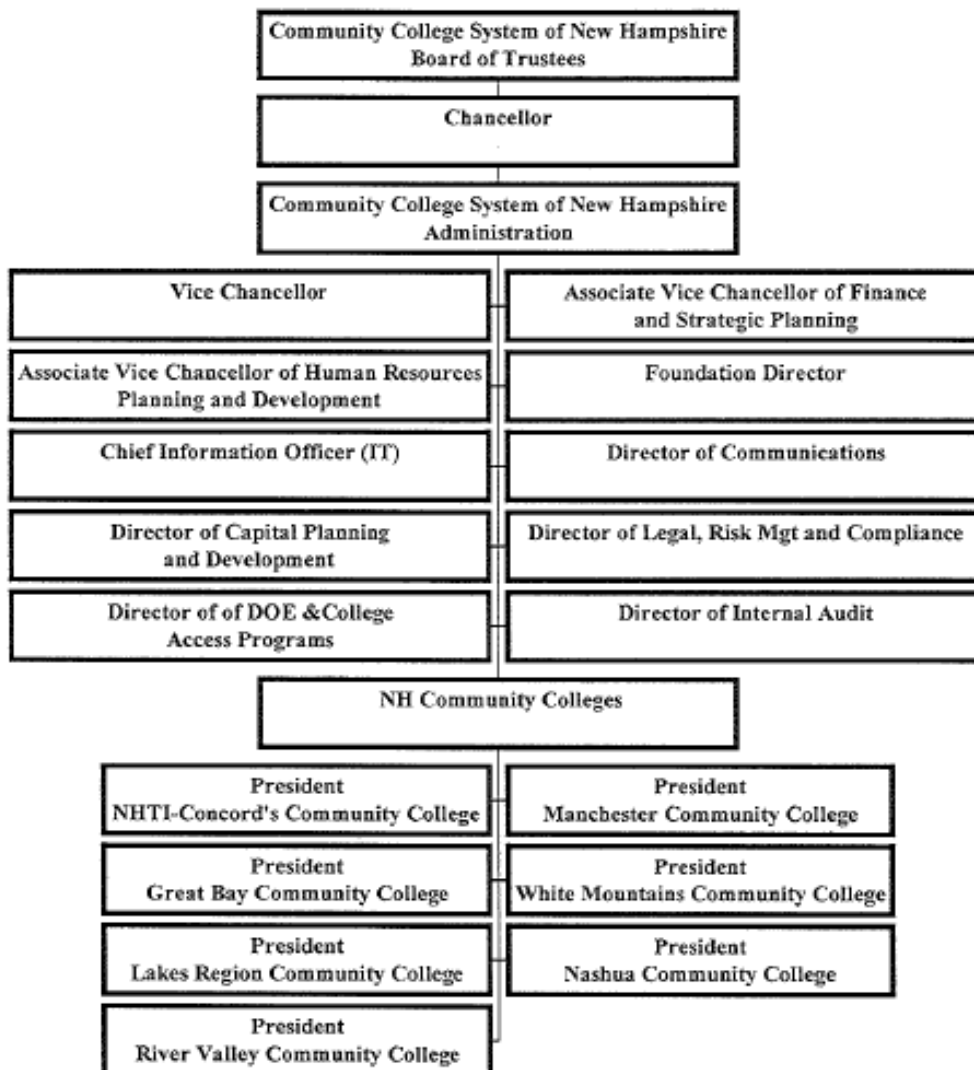 Community College System of New Hampshire
Board of Trustees
Chancellor
Community College System of New Hampshire
Administration
Vice Chancellor
Associate Vice Chancellor of Finance
and Strategic Planning
Associate Vice Chancellor of Human Resources
Planning and Development
Foundation Director
Chief Information Officer (IT)
Director of Communications
Director of Capital Planning
and Development
Director of Legal, Risk Mgt and Compliance
Director of of DOE &College
Access Programs
Director of Internal Audit
NH Community Colleges
President
NHTI-Concord's Community College
President
Manchester Community College
President
Great Bay Community College
President
White Mountains Community College
President
Lakes Region Community College
President
Nashua Community College
President
River Valley Community College